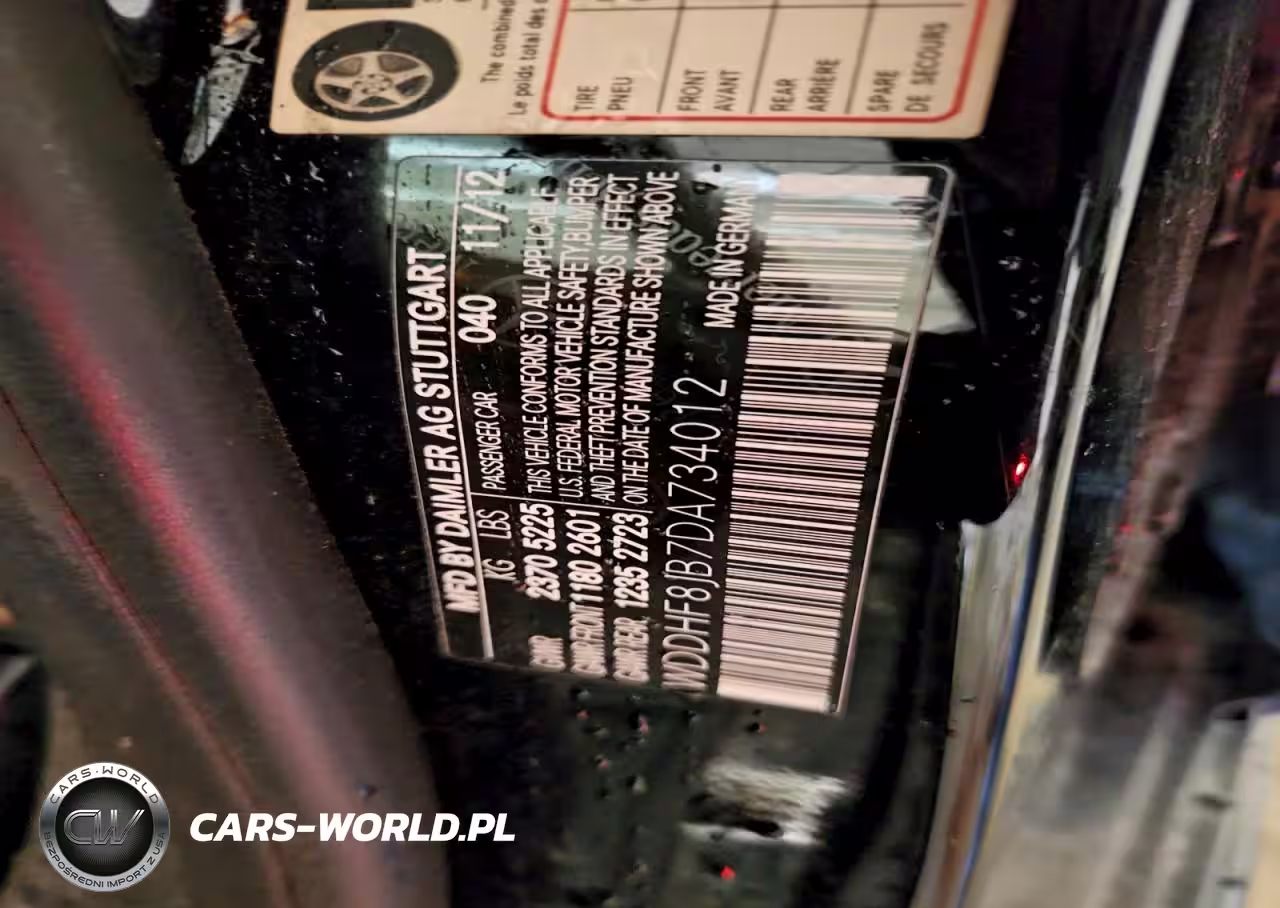 The combined
Le poids total des
TIRE
PNEU
FRONT
AVANT
REAR
ARRIÈRE
SPARE
DE SECOURS
MFD BY DAIMLER AG STUTTGART
KG LBS PASSENGER CAR 040 11/12
GVWR 2370 5225
GAWR FRONT 1180 2601
GAWR REAR 1235 2723
THIS VEHICLE CONFORMS TO ALL APPLICABLE
U.S. FEDERAL MOTOR VEHICLE SAFETY, BUMPER
AND THEFT PREVENTION STANDARDS IN EFFECT
ON THE DATE OF MANUFACTURE SHOWN ABOVE
WDDHF8JB7DA734012 MADE IN GERMANY
CARS-WORLD
CW
BEZPOŚREDNI IMPORT Z USA
CARS-WORLD.PL